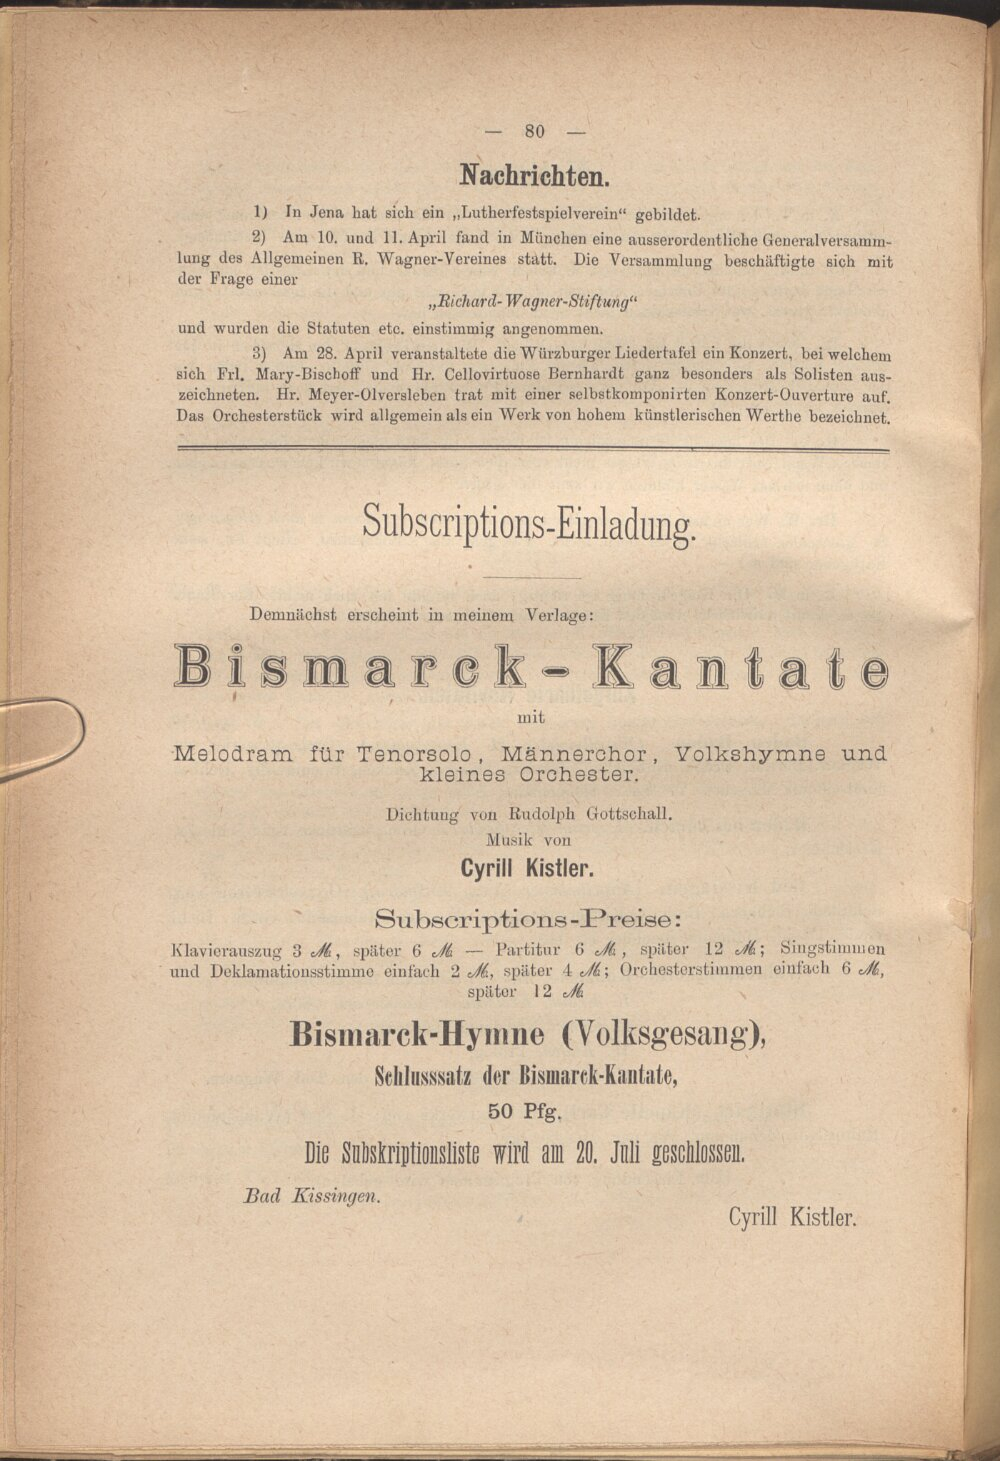 — 80 —
Nachrichten.
1) In Jena hat sich ein „Lutherfestspielverein“ gebildet.
2) Am 10. und 11. April fand in München eine ausserordentliche Generalversamm-
lung des Allgemeinen R. Wagner-Vereines statt. Die Versammlung beschäftigte sich mit
der Frage einer
„Richard-Wagner-Stiftung“
und wurden die Statuten etc. einstimmig angenommen.
3) Am 28. April veranstaltete die Würzburger Liedertafel ein Konzert, bei welchem
sich Frl. Mary-Bischoff und Hr. Cellovirtuose Bernhardt ganz besonders als Solisten aus-
zeichneten. Hr. Meyer-Olversleben trat mit einer selbstkomponirten Konzert-Ouverture auf.
Das Orchesterstück wird allgemein als ein Werk von hohem künstlerischen Werthe bezeichnet.
Subscriptions-Einladung.
Demnächst erscheint in meinem Verlage:
Bismarck-Kantate
mit
Melodram für Tenorsolo, Männerchor, Volkshymne und
kleines Orchester.
Dichtung von Rudolph Gottschall.
Musik von
Cyrill Kistler.
Subscriptions-Preise:
Klavierauszug 3 ℳ, später 6 ℳ — Partitur 6 ℳ, später 12 ℳ; Singstimmen
und Deklamationsstimme einfach 2 ℳ, später 4 ℳ; Orchesterstimmen einfach 6 ℳ,
später 12 ℳ
Bismarck-Hymne (Volksgesang),
Schlusssatz der Bismarck-Kantate,
50 Pfg.
Die Subskriptionsliste wird am 20. Juli geschlossen.
Bad Kissingen.
Cyrill Kistler.